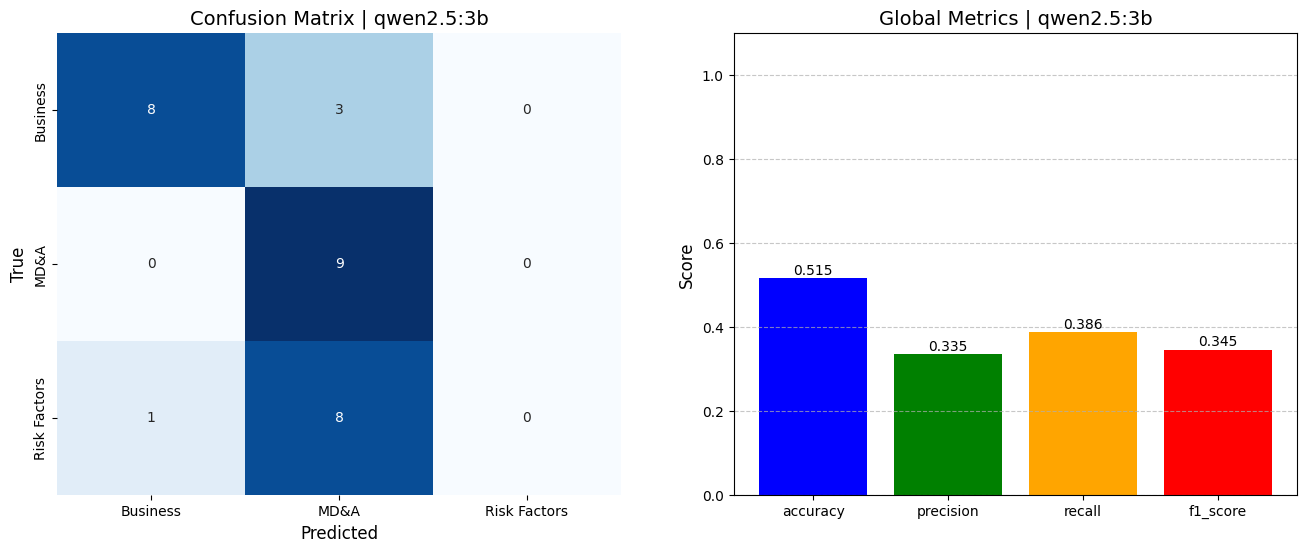 Confusion Matrix | qwen2.5:3b
Business
MD&A
Risk Factors
True
8 3 0
0 9 0
1 8 0
Business MD&A Risk Factors
Predicted
Global Metrics | qwen2.5:3b
Score
1.0
0.8
0.6
0.4
0.2
0.0
0.515
0.335
0.386
0.345
accuracy precision recall f1_score